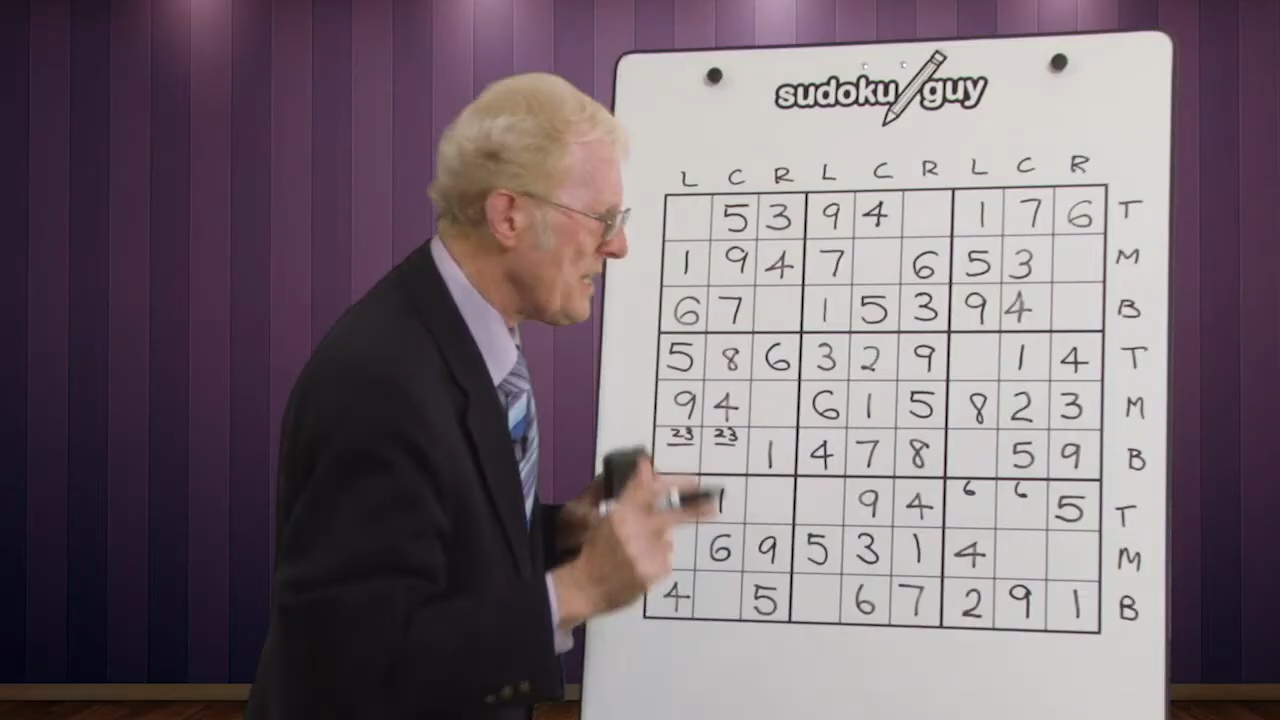 sudoku guy
L C R L C R L C R
5 3 9 4 1 7 6 T
1 9 4 7 6 5 3 M
6 7 1 5 3 9 4 B
5 8 6 3 2 9 1 4 T
9 4 6 1 5 8 2 3 M
23 23 1 4 7 8 5 9 B
1 9 4 6 6 5 T
6 9 5 3 1 4 M
4 5 6 7 2 9 1 B